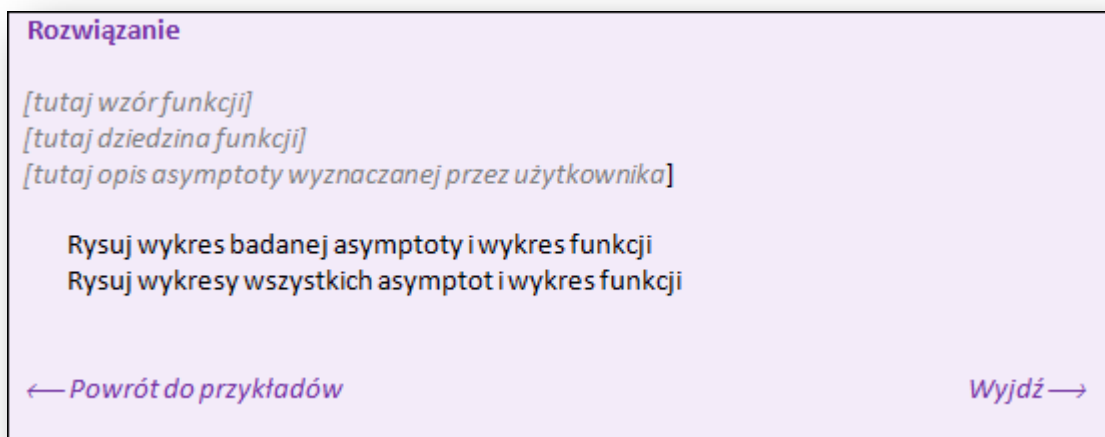 Rozwiązanie
[tutaj wzór funkcji]
[tutaj dziedzina funkcji]
[tutaj opis asymptoty wyznaczanej przez użytkownika]
Rysuj wykres badanej asymptoty i wykres funkcji
Rysuj wykresy wszystkich asymptot i wykres funkcji
⟵ Powrót do przykładów Wyjdź ⟶